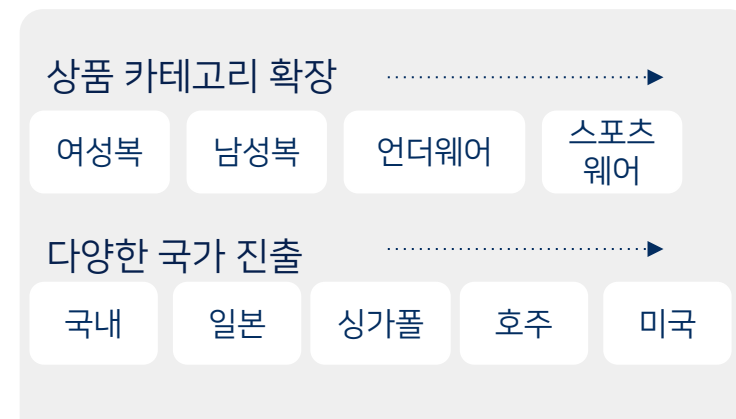 상품 카테고리 확장
여성복
남성복
언더웨어
스포츠
웨어
다양한 국가 진출
국내
일본
싱가폴
호주
미국